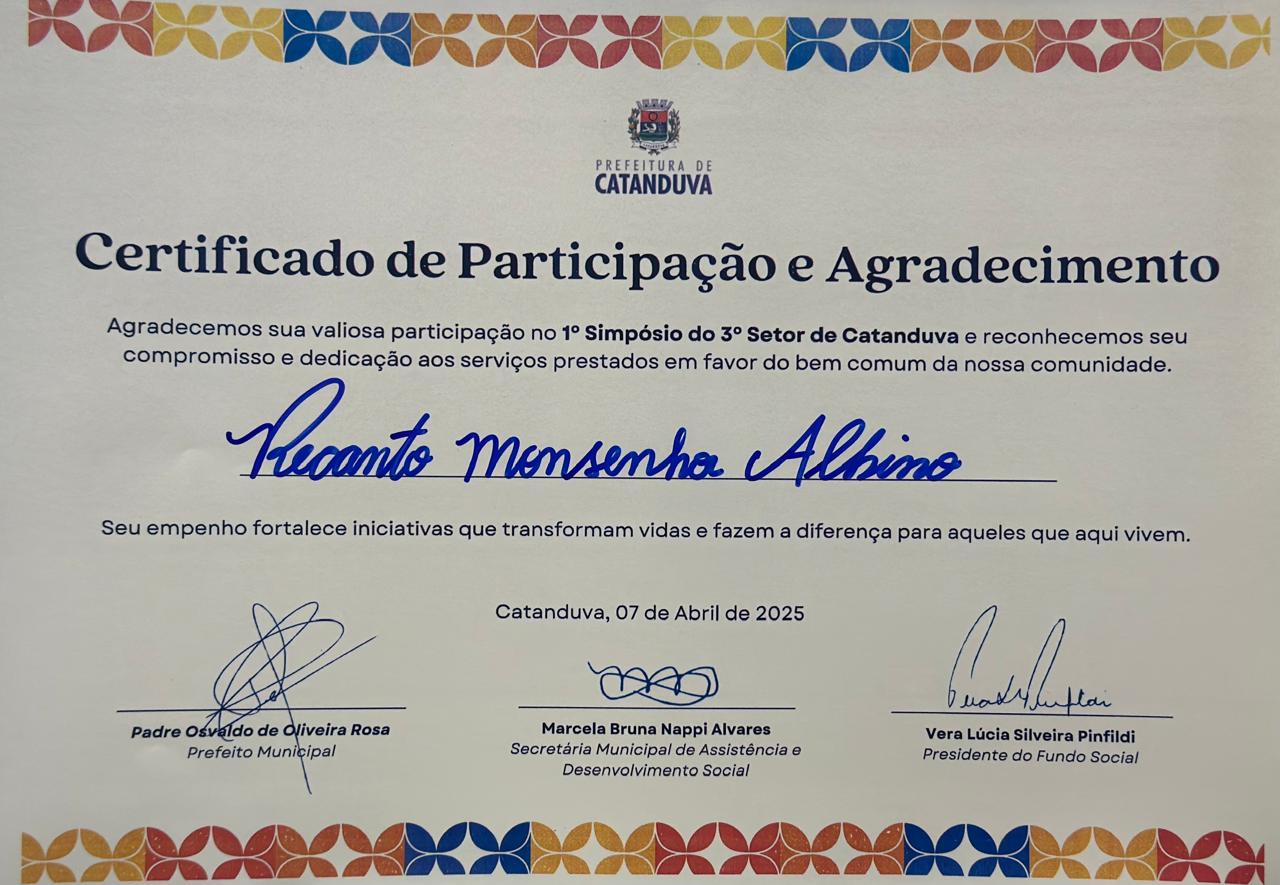 PREFEITURA DE
CATANDUVA
Certificado de Participação e Agradecimento
Agradecemos sua valiosa participação no 1º Simpósio do 3º Setor de Catanduva e reconhecemos seu
compromisso e dedicação aos serviços prestados em favor do bem comum da nossa comunidade.
Recanto Monsenhor Albino
Seu empenho fortalece iniciativas que transformam vidas e fazem a diferença para aqueles que aqui vivem.
Catanduva, 07 de Abril de 2025
Padre Osvaldo de Oliveira Rosa
Prefeito Municipal
Marcela Bruna Nappi Alvares
Secretária Municipal de Assistência e
Desenvolvimento Social
Vera Lúcia Silveira Pinfildi
Presidente do Fundo Social